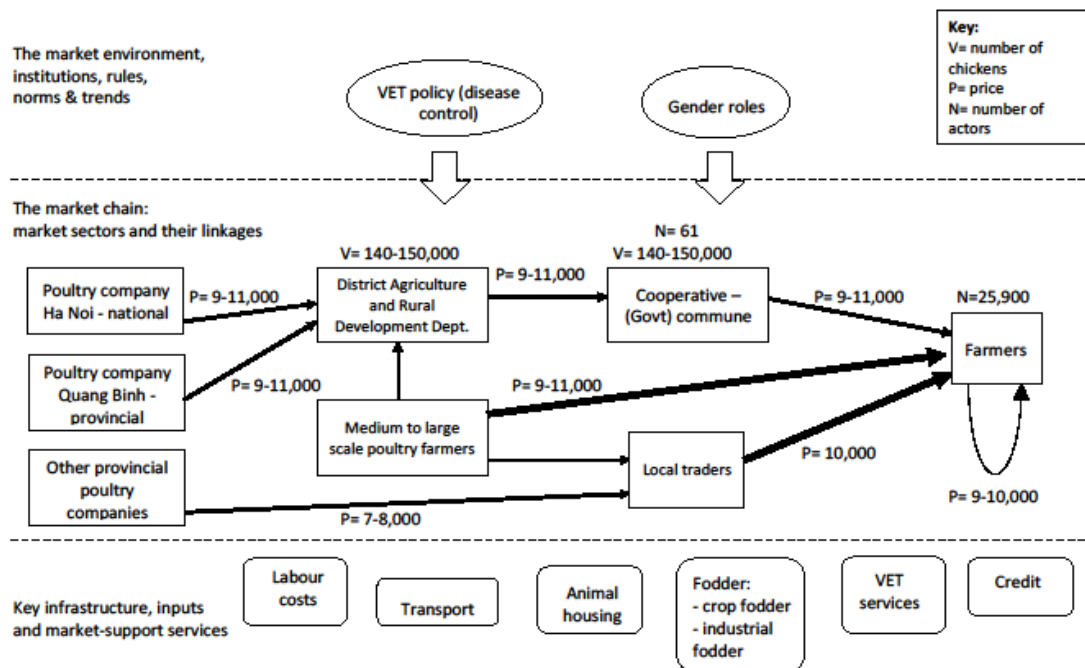 The market environment,
institutions, rules,
norms & trends
VET policy (disease
control)
Gender roles
Key:
V= number of
chickens
P= price
N= number of
actors
The market chain:
market sectors and their linkages
N= 61
V= 140-150,000
V= 140-150,000
Poultry company
Ha Noi - national
P= 9-11,000
District Agriculture
and Rural
Development Dept.
P= 9-11,000
Cooperative –
(Govt) commune
P= 9-11,000
N=25,900
Farmers
Poultry company
Quang Binh -
provincial
P= 9-11,000
P= 9-11,000
Medium to large
scale poultry farmers
Local traders
P= 10,000
Other provincial
poultry
companies
P= 7-8,000
P= 9-10,000
Key infrastructure, inputs
and market-support services
Labour
costs
Transport
Animal
housing
Fodder:
- crop fodder
- industrial
fodder
VET
services
Credit